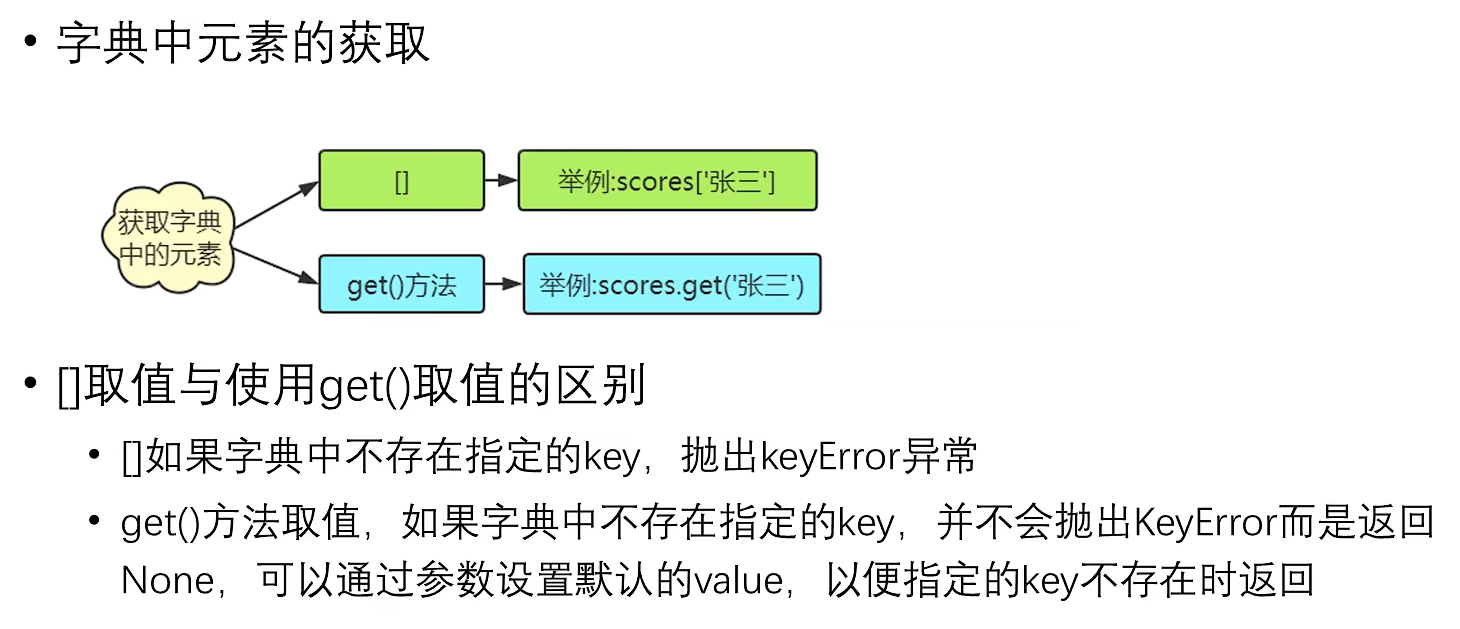 • 字典中元素的获取
[]
举例:scores['张三']
获取字典
中的元素
get()方法
举例:scores.get('张三')
• []取值与使用get()取值的区别
• []如果字典中不存在指定的key，抛出keyError异常
• get()方法取值，如果字典中不存在指定的key，并不会抛出KeyError而是返回
None，可以通过参数设置默认的value，以便指定的key不存在时返回